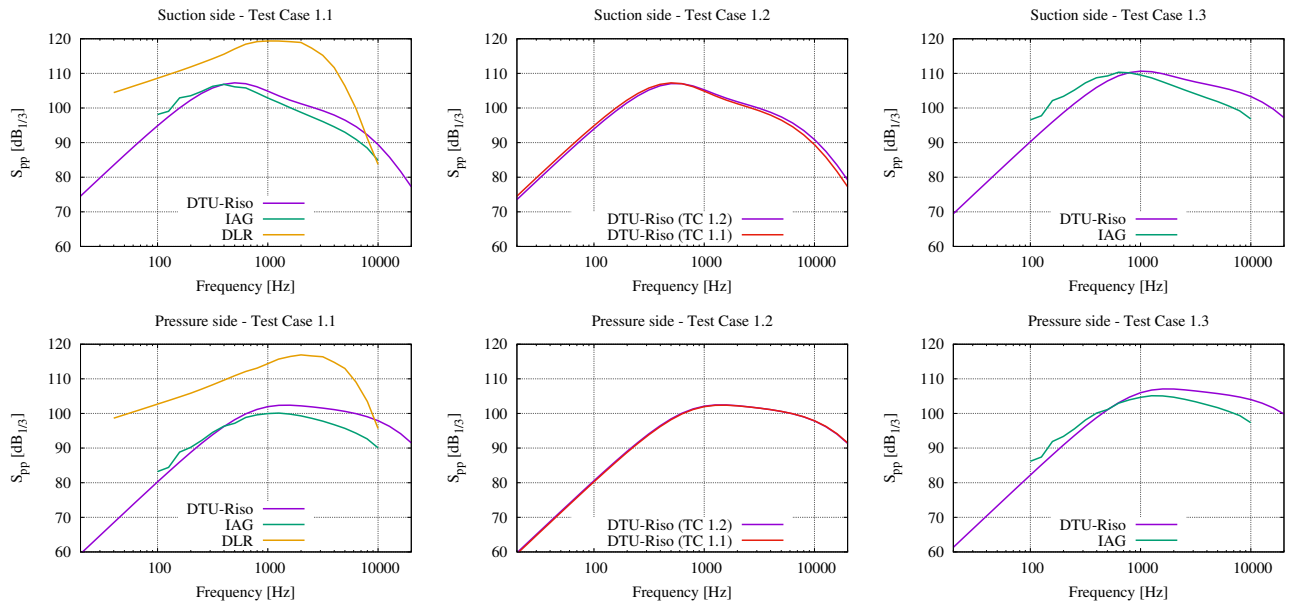 Suction side - Test Case 1.1
120
110
100
90
80
70
60
S_pp [dB_1/3]
DTU-Riso
IAG
DLR
100 1000 10000
Frequency [Hz]
Suction side - Test Case 1.2
120
110
100
90
80
70
60
S_pp [dB_1/3]
DTU-Riso (TC 1.2)
DTU-Riso (TC 1.1)
100 1000 10000
Frequency [Hz]
Suction side - Test Case 1.3
120
110
100
90
80
70
60
S_pp [dB_1/3]
DTU-Riso
IAG
100 1000 10000
Frequency [Hz]
Pressure side - Test Case 1.1
120
110
100
90
80
70
60
S_pp [dB_1/3]
DTU-Riso
IAG
DLR
100 1000 10000
Frequency [Hz]
Pressure side - Test Case 1.2
120
110
100
90
80
70
60
S_pp [dB_1/3]
DTU-Riso (TC 1.2)
DTU-Riso (TC 1.1)
100 1000 10000
Frequency [Hz]
Pressure side - Test Case 1.3
120
110
100
90
80
70
60
S_pp [dB_1/3]
DTU-Riso
IAG
100 1000 10000
Frequency [Hz]